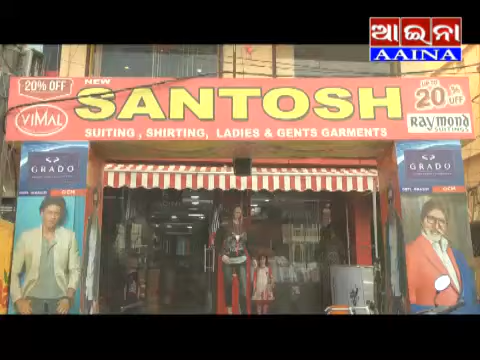 ଆଇନା
AAINA
20% OFF
NEW
SANTOSH
VIMAL
SUITING , SHIRTING, LADIES & GENTS GARMENTS
UP TO
20% OFF
Raymond
SUITINGS
GRADO
GRADO